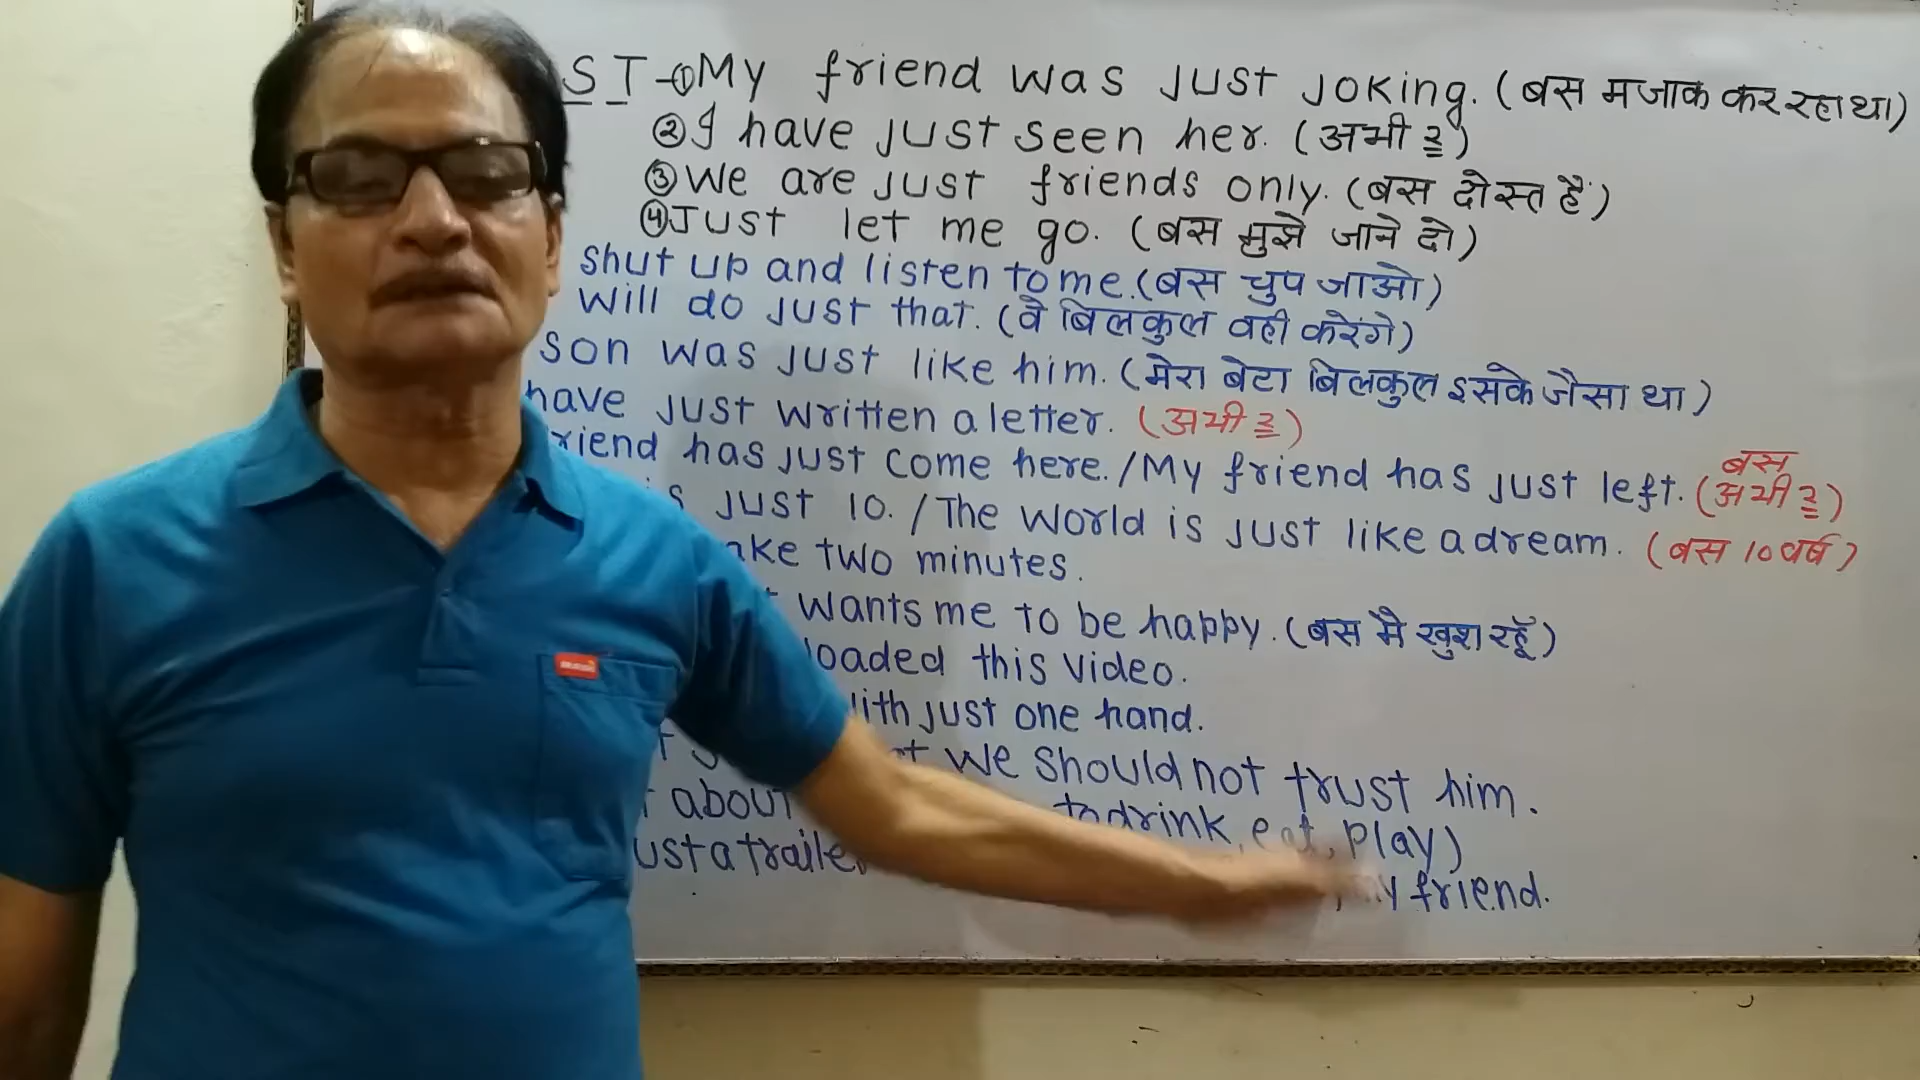 ST-①My friend was just joking. (बस मजाक कर रहा था)
②I have just seen her. (अभी २)
③We are just friends only. (बस दोस्त हैं)
④Just let me go. (बस मुझे जाने दो)
shut up and listen to me. (बस चुप जाओ)
will do just that. (वे बिलकुल वही करेंगे)
son was just like him. (मेरा बेटा बिलकुल इसके जैसा था)
have just written a letter. (अभी २)
riend has just come here. / My friend has just left. (बस अभी २)
s just 10. / The world is just like a dream. (बस 10 वर्ष)
ake two minutes.
wants me to be happy. (बस मैं खुश रहूँ)
loaded this video.
ith just one hand.
we should not trust him.
about to drink, eat, play)
ust a traile my friend.